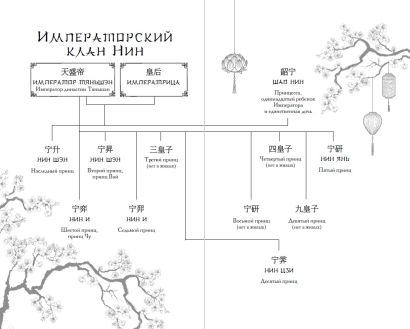 Императорский
клан Нин
天盛帝
император Тяньшэн
Император династии Тяньшэн
皇后
императрица
韶宁
Шао Нин
Принцесса,
одиннадцатый ребенок
Императора
и единственная дочь
宁升
Нин Шэн
Наследный принц
宁昇
Нин Шэн
Второй принц,
принц Вэй
三皇子
Третий принц
(нет в живых)
四皇子
Четвертый принц
(нет в живых)
宁研
Нин Янь
Пятый принц
宁弈
Нин И
Шестой принц,
принц Чу
宁羿
Нин И
Седьмой принц
宁研
Восьмой принц
(нет в живых)
九皇子
Девятый принц
(нет в живых)
宁霁
Нин Цзи
Десятый принц